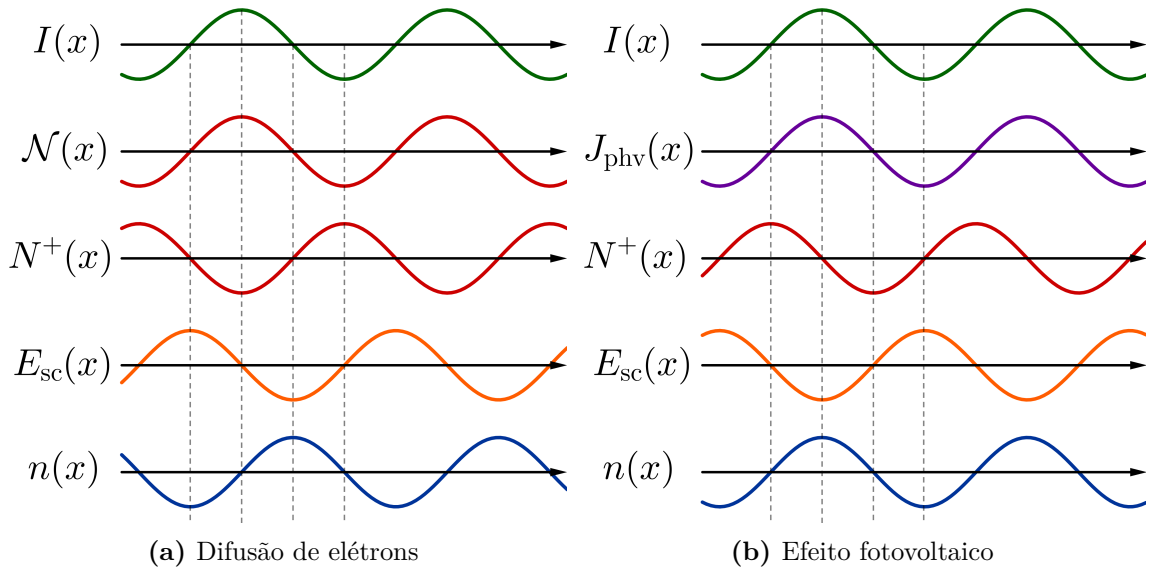 I(x) I(x)
𝒩(x) J_phv(x)
N⁺(x) N⁺(x)
E_sc(x) E_sc(x)
n(x) n(x)
(a) Difusão de elétrons (b) Efeito fotovoltaico